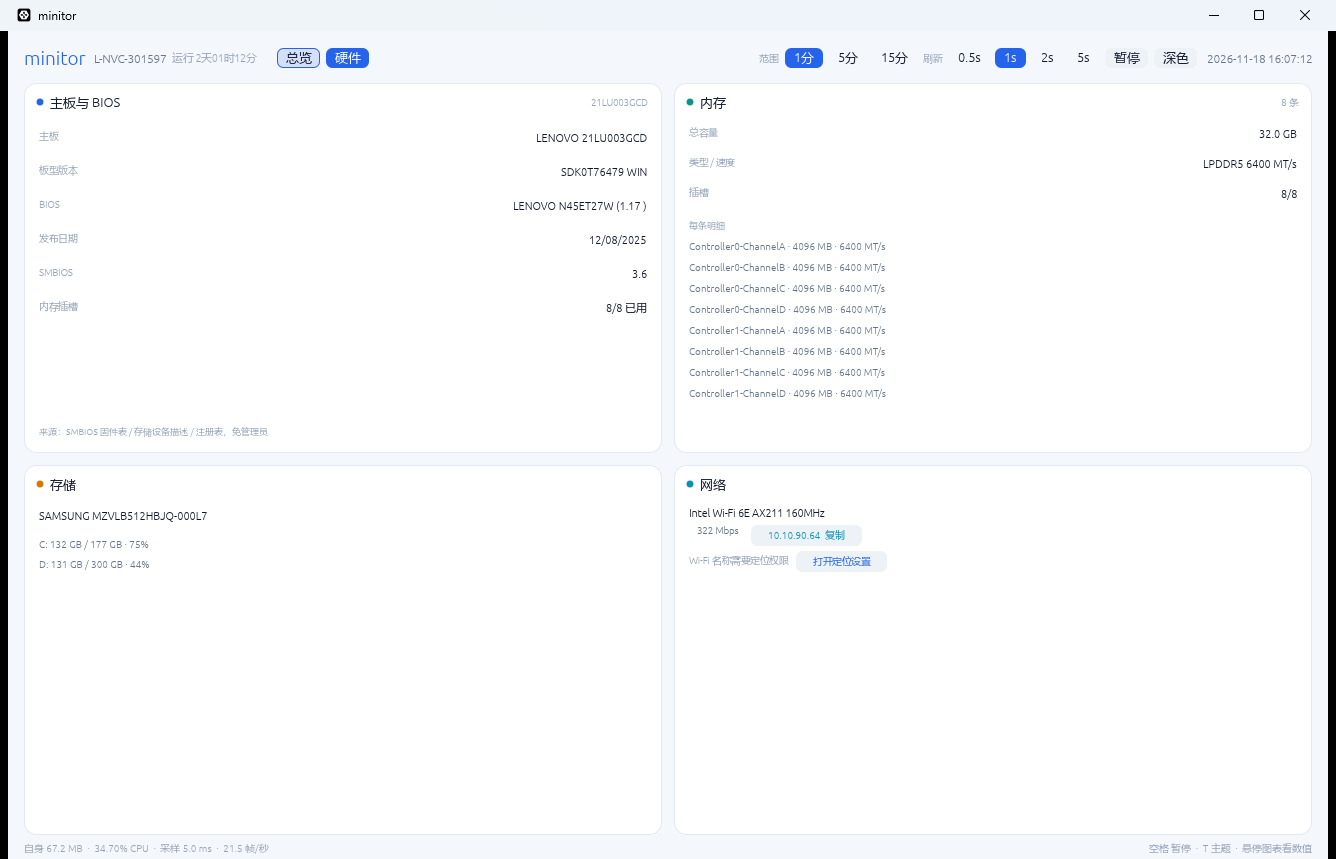 minitor
minitor L-NVC-301597 运行 2天01时12分 总览 硬件 范围 1分 5分 15分 刷新 0.5s 1s 2s 5s 暂停 深色 2026-11-18 16:07:12
主板与 BIOS 21LU003GCD
主板 LENOVO 21LU003GCD
板型版本 SDK0T76479 WIN
BIOS LENOVO N45ET27W (1.17 )
发布日期 12/08/2025
SMBIOS 3.6
内存插槽 8/8 已用
来源: SMBIOS 固件表 / 存储设备描述 / 注册表，免管理员
内存 8 条
总容量 32.0 GB
类型 / 速度 LPDDR5 6400 MT/s
插槽 8/8
每条明细
Controller0-ChannelA · 4096 MB · 6400 MT/s
Controller0-ChannelB · 4096 MB · 6400 MT/s
Controller0-ChannelC · 4096 MB · 6400 MT/s
Controller0-ChannelD · 4096 MB · 6400 MT/s
Controller1-ChannelA · 4096 MB · 6400 MT/s
Controller1-ChannelB · 4096 MB · 6400 MT/s
Controller1-ChannelC · 4096 MB · 6400 MT/s
Controller1-ChannelD · 4096 MB · 6400 MT/s
存储
SAMSUNG MZVLB512HBJQ-000L7
C: 132 GB / 177 GB · 75%
D: 131 GB / 300 GB · 44%
网络
Intel Wi-Fi 6E AX211 160MHz
322 Mbps 10.10.90.64 复制
Wi-Fi 名称需要定位权限 打开定位设置
自身 67.2 MB · 34.70% CPU · 采样 5.0 ms · 21.5 帧/秒
空格 暂停 · T 主题 · 悬停图表看数值